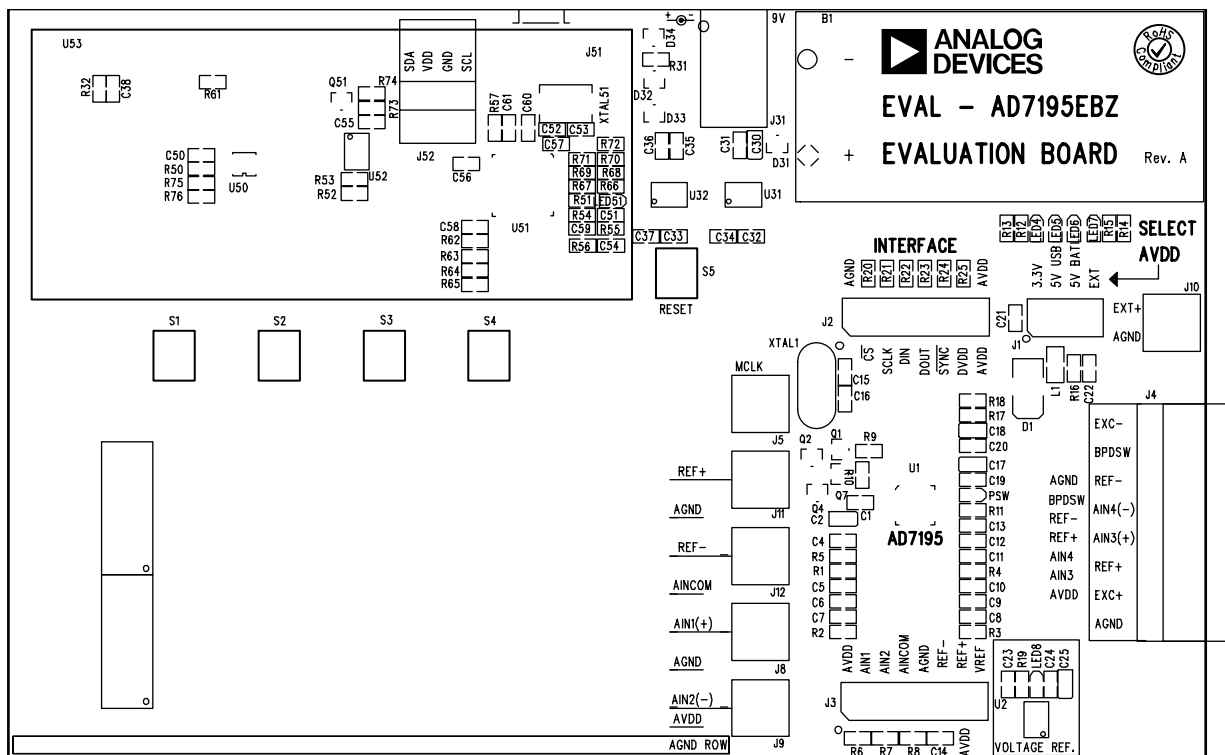 U53
R32
C38
R61
Q51
R74
R73
C55
SDA
VDD
GND
SCL
J52
J51
R57
C61
C60
XTAL51
C52
C53
C57
R72
R71
R70
R69
R68
R67
R66
R51
LED51
R54
C51
C59
R55
R56
C54
C50
R50
R75
R76
U50
U52
R53
R52
C56
U51
C58
R62
R63
R64
R65
+
-
D34
R31
D32
D33
C36
C35
9V
C31
C30
J31
D31
U32
U31
C37
C33
C34
C32
S5
RESET
B1
-
+
ANALOG
DEVICES
RoHS
Compliant
EVAL - AD7195EBZ
EVALUATION BOARD
Rev. A
R13
R12
LED4
LED5
LED6
LED7
R15
R14
SELECT
AVDD
3.3V
5V USB
5V BAT
EXT
INTERFACE
AGND
R20
R21
R22
R23
R24
R25
AVDD
J2
CS
SCLK
DIN
DOUT
SYNC
DVDD
AVDD
C21
J1
EXT+
AGND
J10
S1
S2
S3
S4
XTAL1
C15
C16
MCLK
J5
L1
R16
C22
D1
J4
R18
R17
C18
C20
C17
C19
PSW
R11
C13
C12
C11
R4
C10
C9
C8
R3
Q2
Q1
R9
R10
Q4
Q7
C1
C2
U1
AD7195
C4
R5
R1
C5
C6
C7
R2
REF+
AGND
J11
REF-
AINCOM
J12
AIN1(+)
AGND
J8
AIN2(-)
AVDD
J9
AGND ROW
AGND
BPDSW
REF-
REF+
AIN4
AIN3
AVDD
EXC-
BPDSW
REF-
AIN4(-)
AIN3(+)
REF+
EXC+
AGND
AVDD
AIN1
AIN2
AINCOM
AGND
REF-
REF+
VREF
J3
R6
R7
R8
C14
AVDD
C23
R19
LED8
C24
C25
U2
VOLTAGE REF.